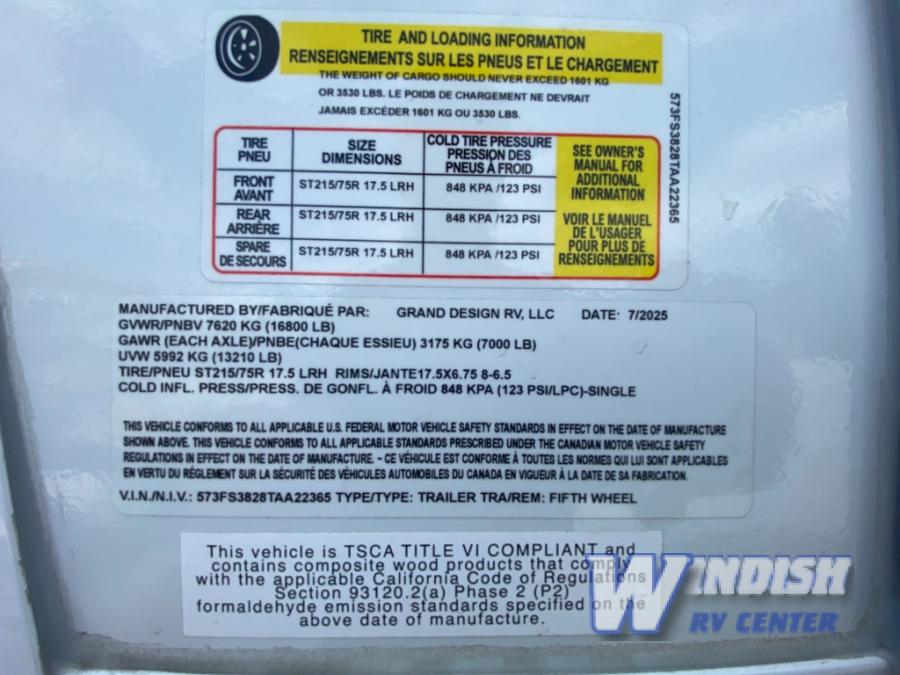 TIRE AND LOADING INFORMATION
RENSEIGNEMENTS SUR LES PNEUS ET LE CHARGEMENT
THE WEIGHT OF CARGO SHOULD NEVER EXCEED 1601 KG
OR 3530 LBS. LE POIDS DE CHARGEMENT NE DEVRAIT
JAMAIS EXCÉDER 1601 KG OU 3530 LBS.
TIRE
PNEU
SIZE
DIMENSIONS
COLD TIRE PRESSURE
PRESSION DES
PNEUS À FROID
FRONT
AVANT
ST215/75R 17.5 LRH
848 KPA /123 PSI
REAR
ARRIÈRE
ST215/75R 17.5 LRH
848 KPA /123 PSI
SPARE
DE SECOURS
ST215/75R 17.5 LRH
848 KPA /123 PSI
SEE OWNER'S
MANUAL FOR
ADDITIONAL
INFORMATION
VOIR LE MANUEL
DE L'USAGER
POUR PLUS DE
RENSEIGNEMENTS
573FS3828TAA22365
MANUFACTURED BY/FABRIQUÉ PAR: GRAND DESIGN RV, LLC DATE: 7/2025
GVWR/PNBV 7620 KG (16800 LB)
GAWR (EACH AXLE)/PNBE(CHAQUE ESSIEU) 3175 KG (7000 LB)
UVW 5992 KG (13210 LB)
TIRE/PNEU ST215/75R 17.5 LRH RIMS/JANTE17.5X6.75 8-6.5
COLD INFL. PRESS/PRESS. DE GONFL. À FROID 848 KPA (123 PSI/LPC)-SINGLE
THIS VEHICLE CONFORMS TO ALL APPLICABLE U.S. FEDERAL MOTOR VEHICLE SAFETY STANDARDS IN EFFECT ON THE DATE OF MANUFACTURE
SHOWN ABOVE. THIS VEHICLE CONFORMS TO ALL APPLICABLE STANDARDS PRESCRIBED UNDER THE CANADIAN MOTOR VEHICLE SAFETY
REGULATIONS IN EFFECT ON THE DATE OF MANUFACTURE. ~ CE VÉHICULE EST CONFORME À TOUTES LES NORMES QUI LUI SONT APPLICABLES
EN VERTU DU RÉGLEMENT SUR LA SÉCURITÉ DES VÉHICULES AUTOMOBILES DU CANADA EN VIGUEUR À LA DATE DE SA FABRICATION.
V.I.N./N.I.V.: 573FS3828TAA22365 TYPE/TYPE: TRAILER TRA/REM: FIFTH WHEEL
This vehicle is TSCA TITLE VI COMPLIANT and
contains composite wood products that comply
with the applicable California Code of Regulations
Section 93120.2(a) Phase 2 (P2)
formaldehyde emission standards specified on the
above date of manufacture.
WINDISH
RV CENTER